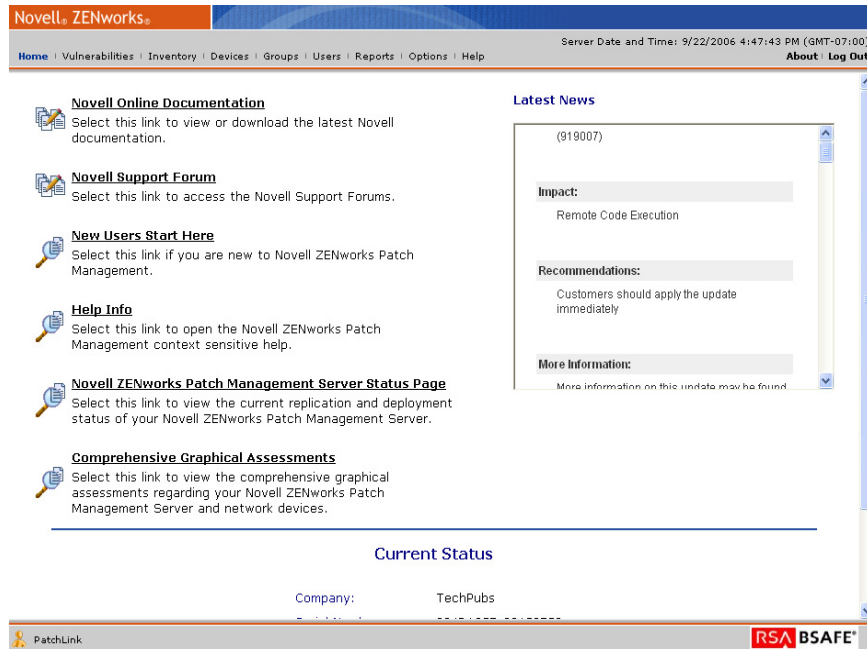 Novell® ZENworks®
Server Date and Time: 9/22/2006 4:47:43 PM (GMT-07:00)
Home | Vulnerabilities | Inventory | Devices | Groups | Users | Reports | Options | Help
About | Log Out
Novell Online Documentation
Select this link to view or download the latest Novell
documentation.
Novell Support Forum
Select this link to access the Novell Support Forums.
New Users Start Here
Select this link if you are new to Novell ZENworks Patch
Management.
Help Info
Select this link to open the Novell ZENworks Patch
Management context sensitive help.
Novell ZENworks Patch Management Server Status Page
Select this link to view the current replication and deployment
status of your Novell ZENworks Patch Management Server.
Comprehensive Graphical Assessments
Select this link to view the comprehensive graphical
assessments regarding your Novell ZENworks Patch
Management Server and network devices.
Latest News
(919007)
Impact:
Remote Code Execution
Recommendations:
Customers should apply the update
immediately
More Information:
More information on this update may be found
Current Status
Company: TechPubs
PatchLink
RSA BSAFE®